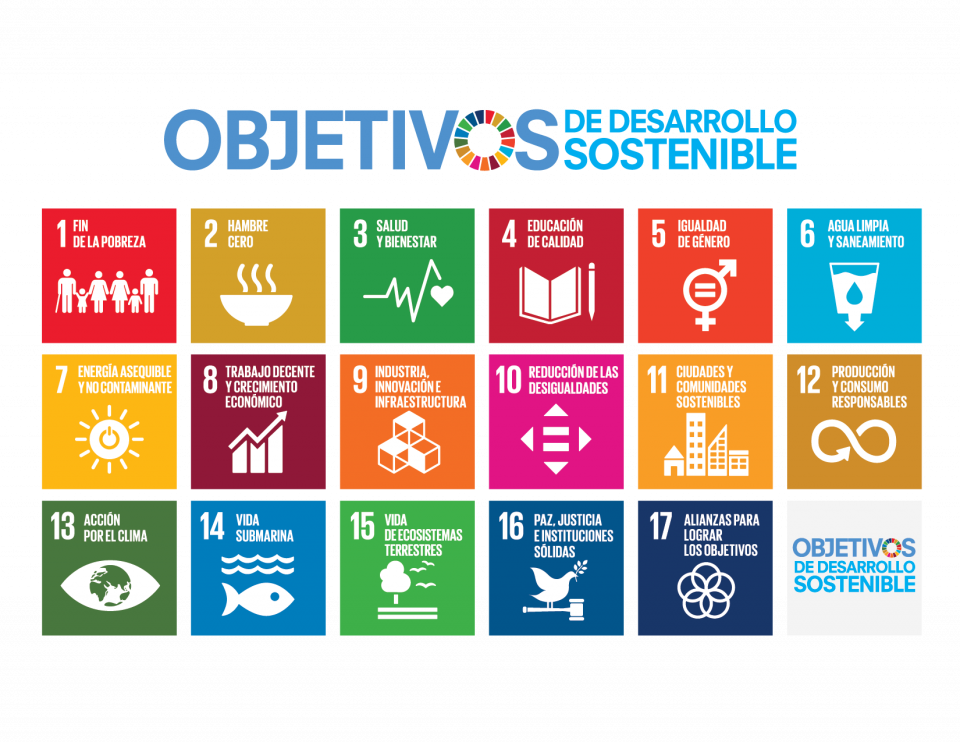 OBJETIVOS
DE DESARROLLO
SOSTENIBLE
1 FIN
DE LA POBREZA
2 HAMBRE
CERO
3 SALUD
Y BIENESTAR
4 EDUCACIÓN
DE CALIDAD
5 IGUALDAD
DE GÉNERO
6 AGUA LIMPIA
Y SANEAMIENTO
7 ENERGÍA ASEQUIBLE
Y NO CONTAMINANTE
8 TRABAJO DECENTE
Y CRECIMIENTO
ECONÓMICO
9 INDUSTRIA,
INNOVACIÓN E
INFRAESTRUCTURA
10 REDUCCIÓN DE LAS
DESIGUALDADES
11 CIUDADES Y
COMUNIDADES
SOSTENIBLES
12 PRODUCCIÓN
Y CONSUMO
RESPONSABLES
13 ACCIÓN
POR EL CLIMA
14 VIDA
SUBMARINA
15 VIDA
DE ECOSISTEMAS
TERRESTRES
16 PAZ, JUSTICIA
E INSTITUCIONES
SÓLIDAS
17 ALIANZAS PARA
LOGRAR
LOS OBJETIVOS
OBJETIVOS
DE DESARROLLO
SOSTENIBLE